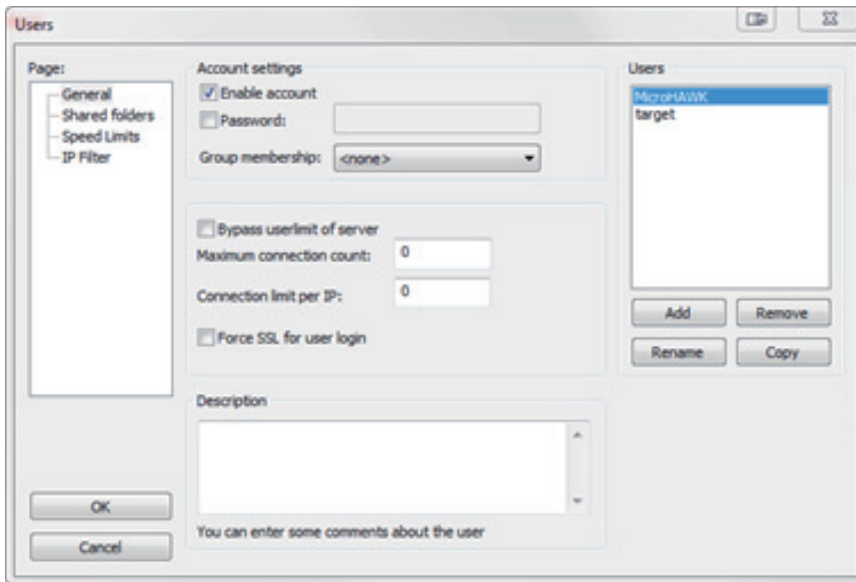 Users
Page:
General
Shared folders
Speed Limits
IP Filter
OK
Cancel
Account settings
Enable account
Password:
Group membership: <none>
Bypass userlimit of server
Maximum connection count: 0
Connection limit per IP: 0
Force SSL for user login
Description
You can enter some comments about the user
Users
MicroHAWK
target
Add Remove
Rename Copy